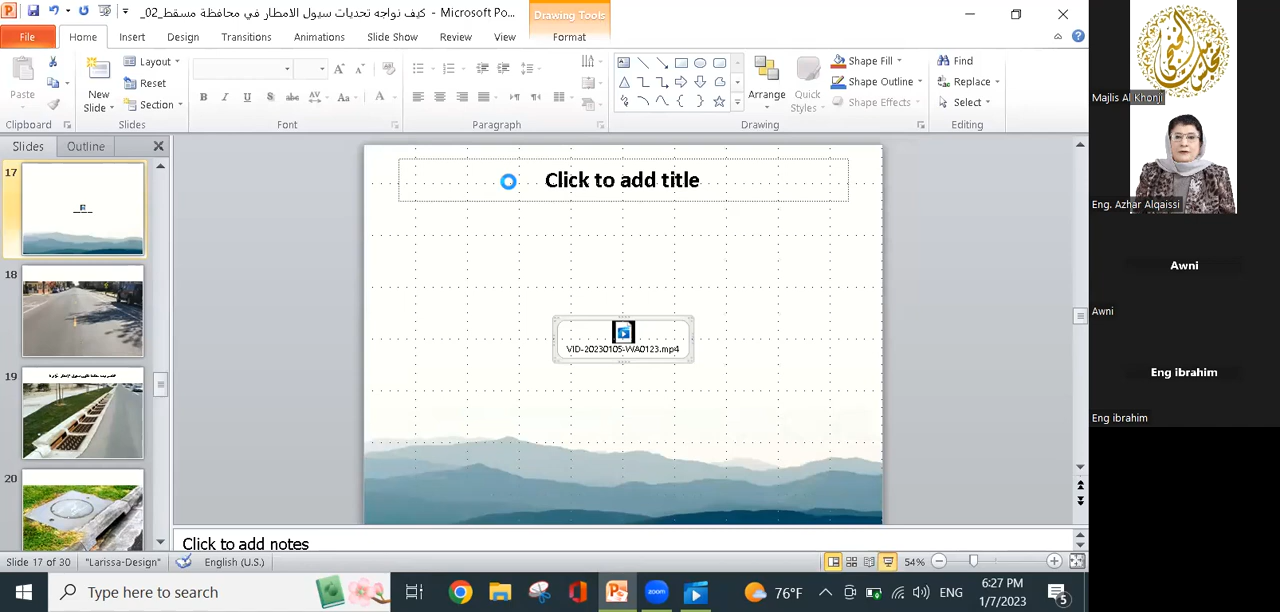 كيف نواجه تحديات سيول الامطار في محافظة مسقط_02_ - Microsoft Po...
Drawing Tools
File
Home
Insert
Design
Transitions
Animations
Slide Show
Review
View
Format
Paste
New
Slide
Layout
Reset
Section
B I U S abc AV Aa A
Arrange
Quick
Styles
Shape Fill
Shape Outline
Shape Effects
Find
Replace
Select
Clipboard
Slides
Font
Paragraph
Drawing
Editing
Slides
Outline
17
18
19
20
Click to add title
VID-20230105-WA0123.mp4
Click to add notes
Slide 17 of 30
"Larissa-Design"
English (U.S.)
54%
Type here to search
zoom
76°F
ENG
6:27 PM
1/7/2023
5
Majlis Al Khonji
Eng. Azhar Alqaissi
Awni
Awni
Eng ibrahim
Eng ibrahim